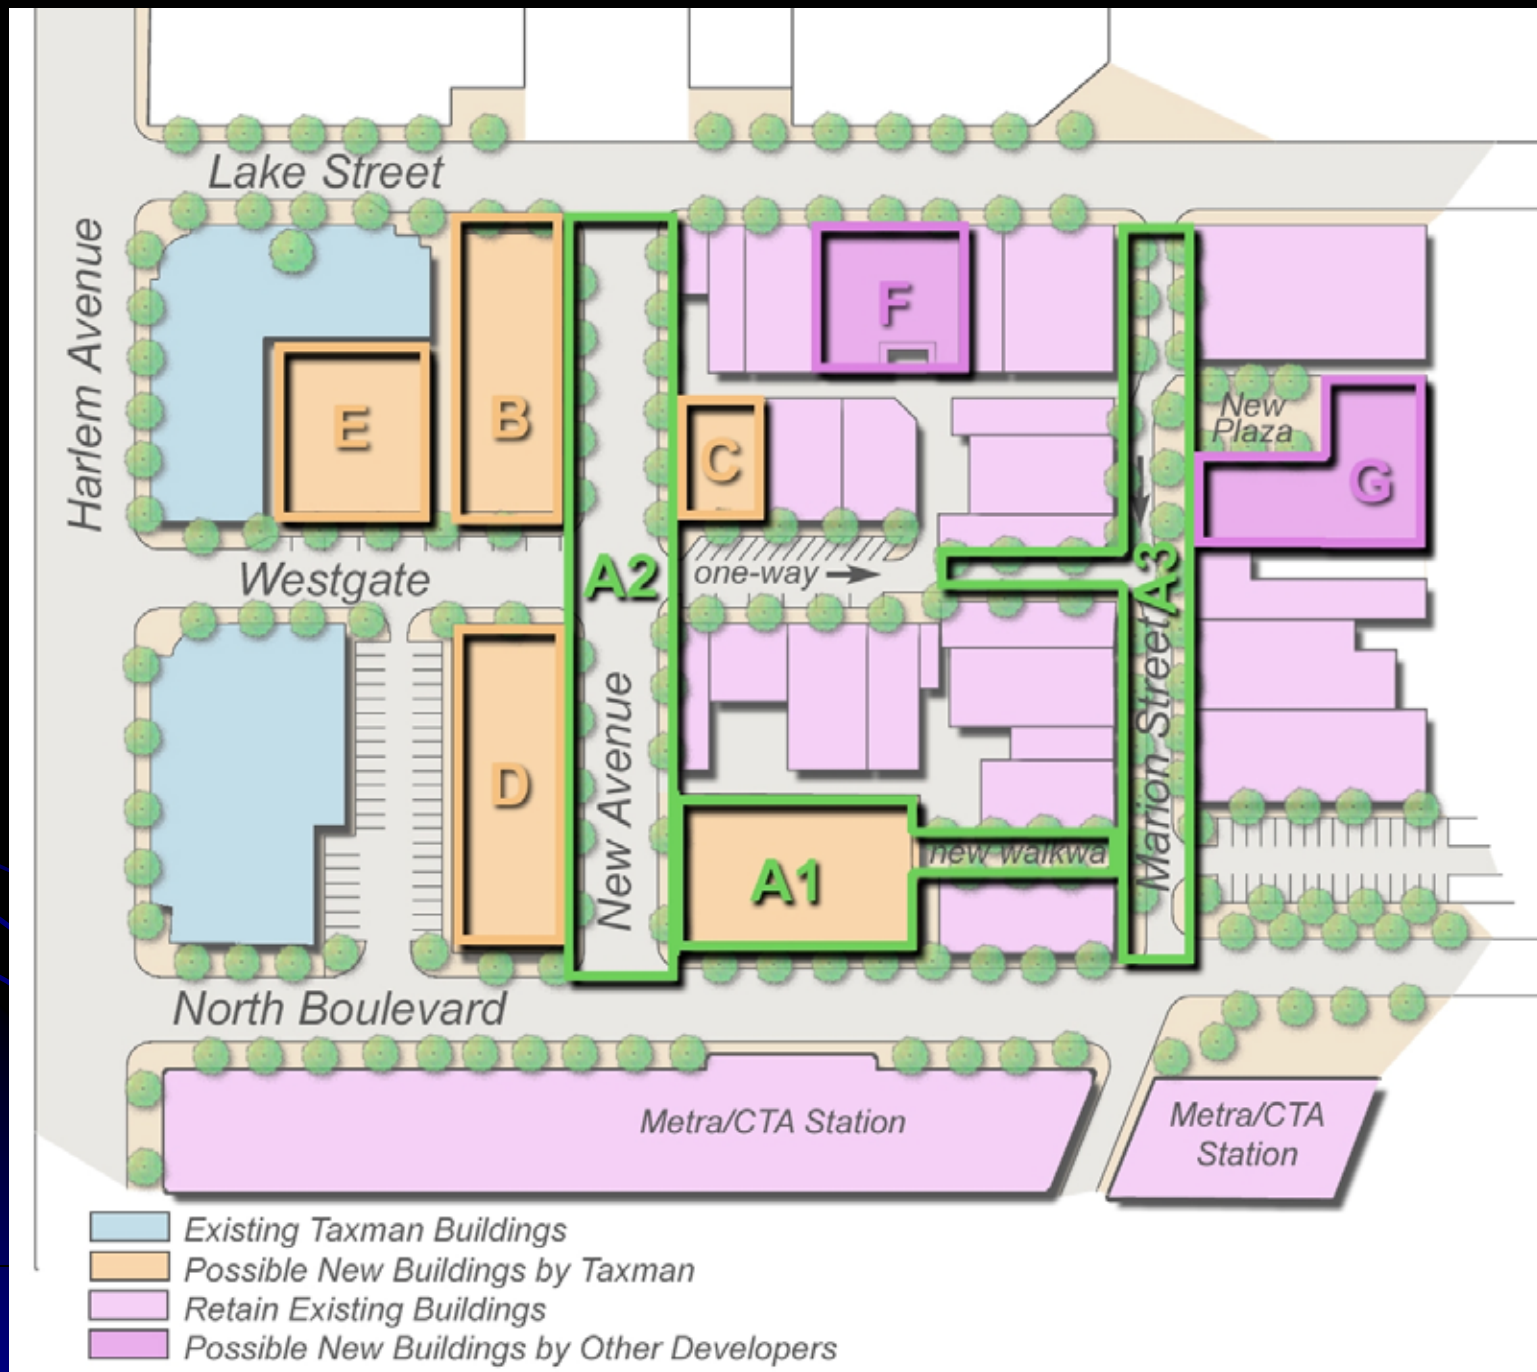 Lake Street
Harlem Avenue
F
New
Plaza
E
B
C
G
A2
one-way
A3
Westgate
New Avenue
Marion Street
D
A1
new walkwa
North Boulevard
Metra/CTA Station
Metra/CTA
Station
Existing Taxman Buildings
Possible New Buildings by Taxman
Retain Existing Buildings
Possible New Buildings by Other Developers